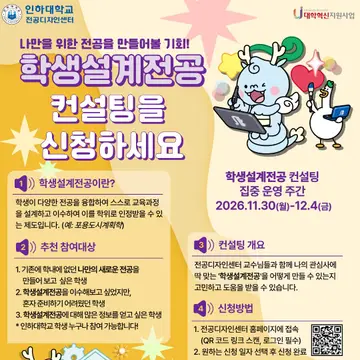 인하대학교
전공디자인센터
대학혁신지원사업
나만을 위한 전공을 만들어볼 기회!
학생설계전공
컨설팅을
신청하세요
학생설계전공 컨설팅
집중 운영 주간
2026.11.30(월)-12.4(금)
1 학생설계전공이란?
학생이 다양한 전공을 융합하여 스스로 교육과정
을 설계하고 이수하여 이를 학위로 인정받을 수 있
는 제도입니다. (예: 포용도시계획학)
2 추천 참여대상
1. 기존에 학내에 없던 나만의 새로운 전공을
만들어 보고 싶은 학생
2. 학생설계전공을 이수해보고 싶었지만,
혼자 준비하기 어려웠던 학생
3. 학생설계전공에 대해 많은 정보를 얻고 싶은 학생
* 인하대학교 학생 누구나 참여 가능합니다!
3 컨설팅 개요
전공디자인센터 교수님들과 함께 나의 관심사에
딱 맞는 '학생설계전공'을 어떻게 만들 수 있는지
고민하고 도움을 받을 수 있습니다.
4 신청방법
1. 전공디자인센터 홈페이지에 접속
(QR 코드 링크 스캔, 로그인 필수)
2. 원하는 신청 일자 선택 후 신청 완료